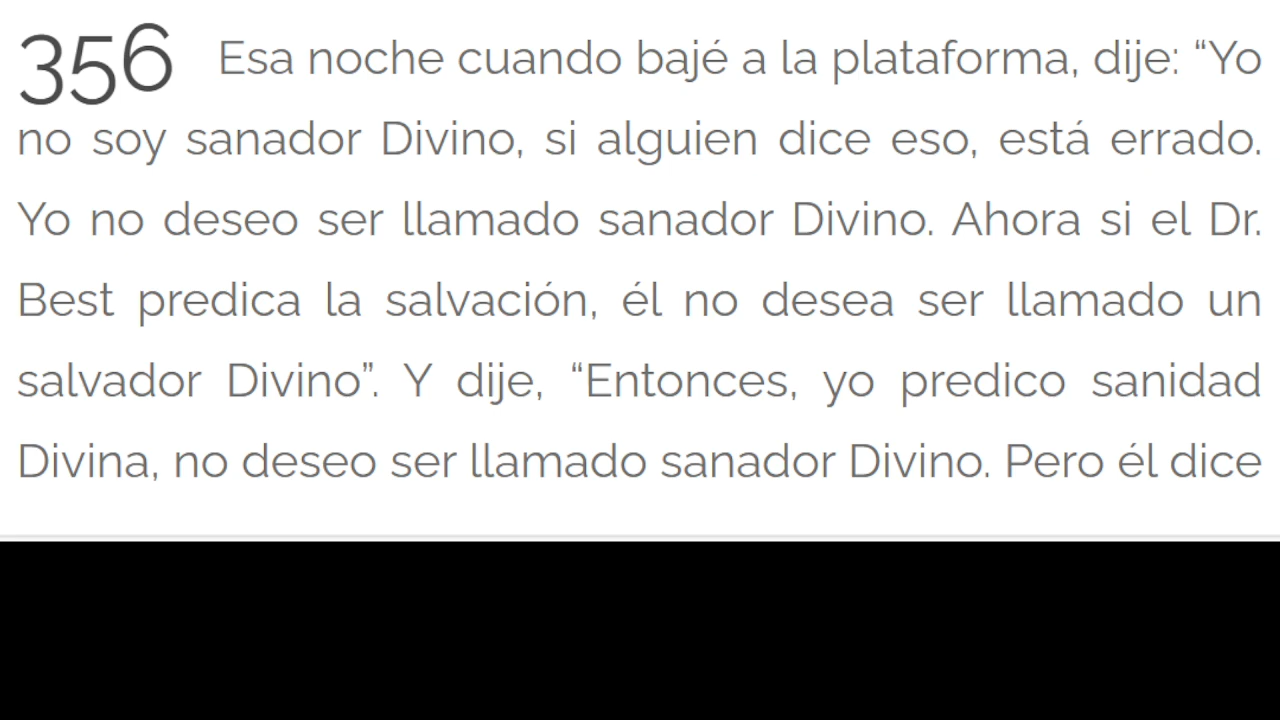 356 Esa noche cuando bajé a la plataforma, dije: “Yo
no soy sanador Divino, si alguien dice eso, está errado.
Yo no deseo ser llamado sanador Divino. Ahora si el Dr.
Best predica la salvación, él no desea ser llamado un
salvador Divino”. Y dije, “Entonces, yo predico sanidad
Divina, no deseo ser llamado sanador Divino. Pero él dice